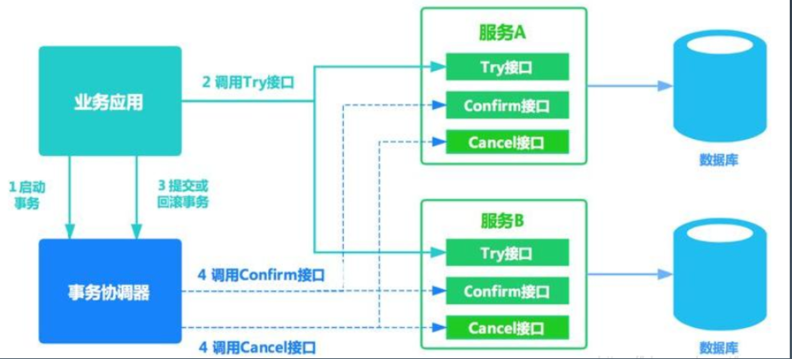 业务应用
2 调用Try接口
1 启动
事务
3 提交或
回滚事务
事务协调器
4 调用Confirm接口
4 调用Cancel接口
服务A
Try接口
Confirm接口
Cancel接口
数据库
服务B
Try接口
Confirm接口
Cancel接口
数据库